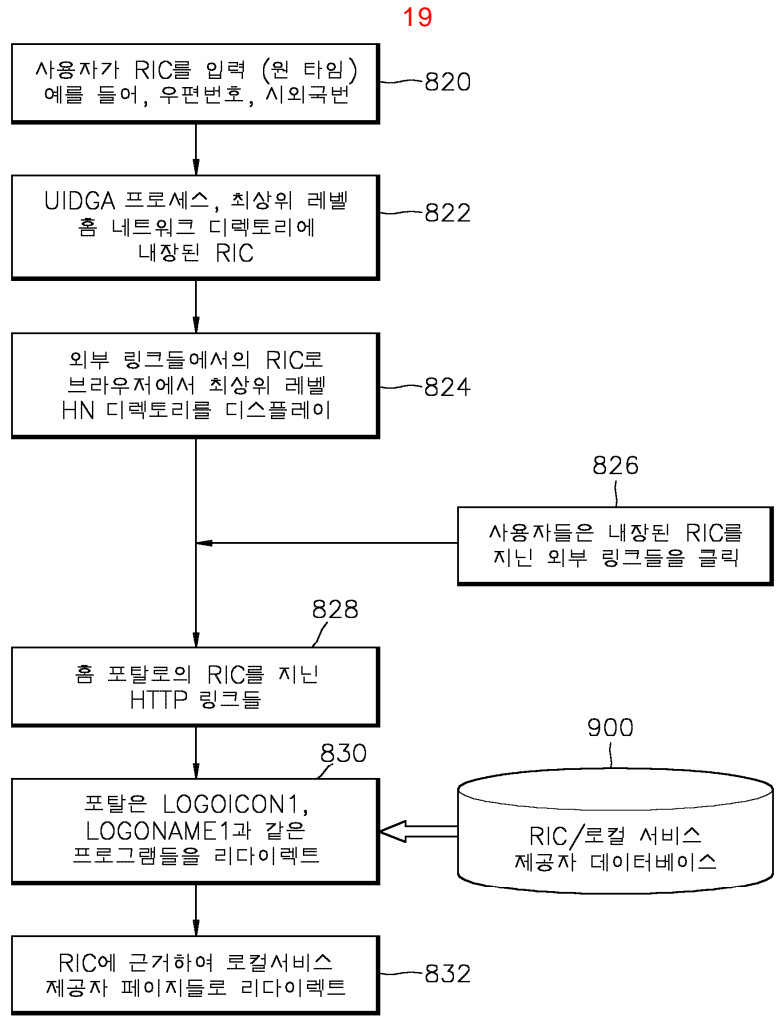 19
사용자가 RIC를 입력 (원 타임)
예를 들어, 우편번호, 시외국번
820
UIDGA 프로세스, 최상위 레벨
홈 네트워크 디렉토리에
내장된 RIC
822
외부 링크들에서의 RIC로
브라우저에서 최상위 레벨
HN 디렉토리를 디스플레이
824
826
사용자들은 내장된 RIC를
지닌 외부 링크들을 클릭
828
홈 포탈로의 RIC를 지닌
HTTP 링크들
830
포탈은 LOGOICON1,
LOGONAME1과 같은
프로그램들을 리다이렉트
900
RIC/로컬 서비스
제공자 데이터베이스
RIC에 근거하여 로컬서비스
제공자 페이지들로 리다이렉트
832